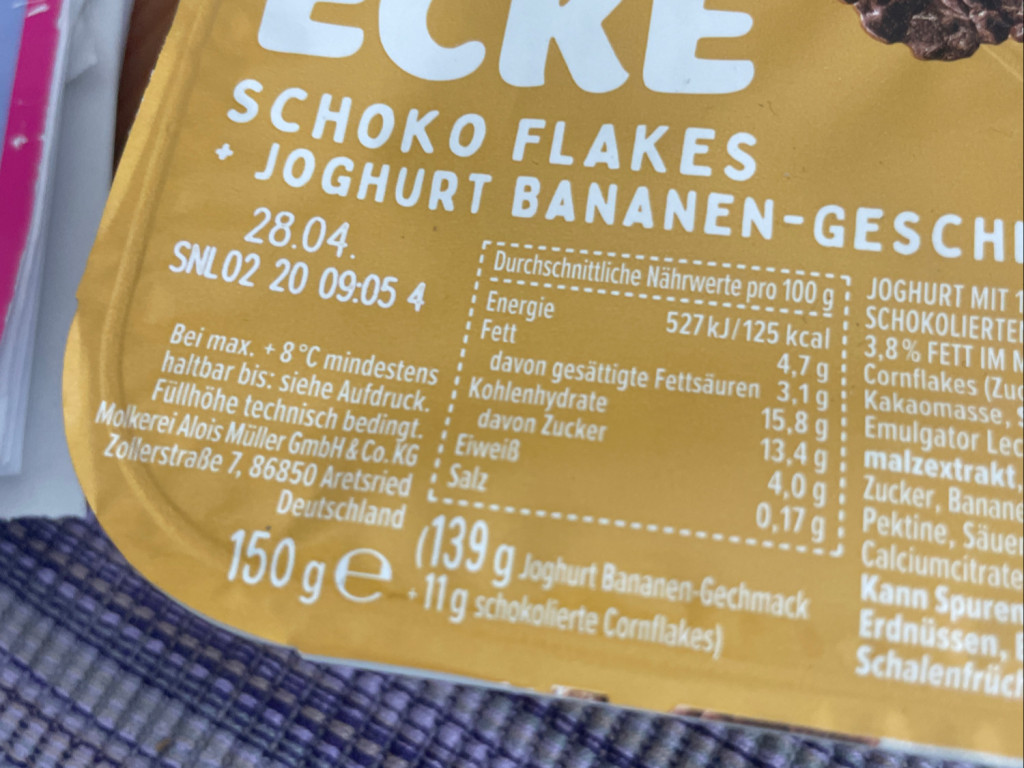 ECKE
SCHOKO FLAKES
+ JOGHURT BANANEN-GESCH
28.04.
SNL02 20 09:05 4
Bei max. + 8 °C mindestens
haltbar bis: siehe Aufdruck.
Füllhöhe technisch bedingt.
Molkerei Alois Müller GmbH & Co. KG
Zollerstraße 7, 86850 Aretsried
Deutschland
150 g e (139 g Joghurt Bananen-Gechmack
+ 11 g schokolierte Cornflakes)
Durchschnittliche Nährwerte pro 100 g
Energie 527 kJ/125 kcal
Fett 4,7 g
davon gesättigte Fettsäuren 3,1 g
Kohlenhydrate 15,8 g
davon Zucker 13,4 g
Eiweiß 4,0 g
Salz 0,17 g
JOGHURT MIT 1
SCHOKOLIERTE
3,8 % FETT IM M
Cornflakes (Zuc
Kakaomasse,
Emulgator Lec
malzextrakt,
Zucker, Banane
Pektine, Säue
Calciumcitrate
Kann Spuren
Erdnüssen,
Schalenfrüch